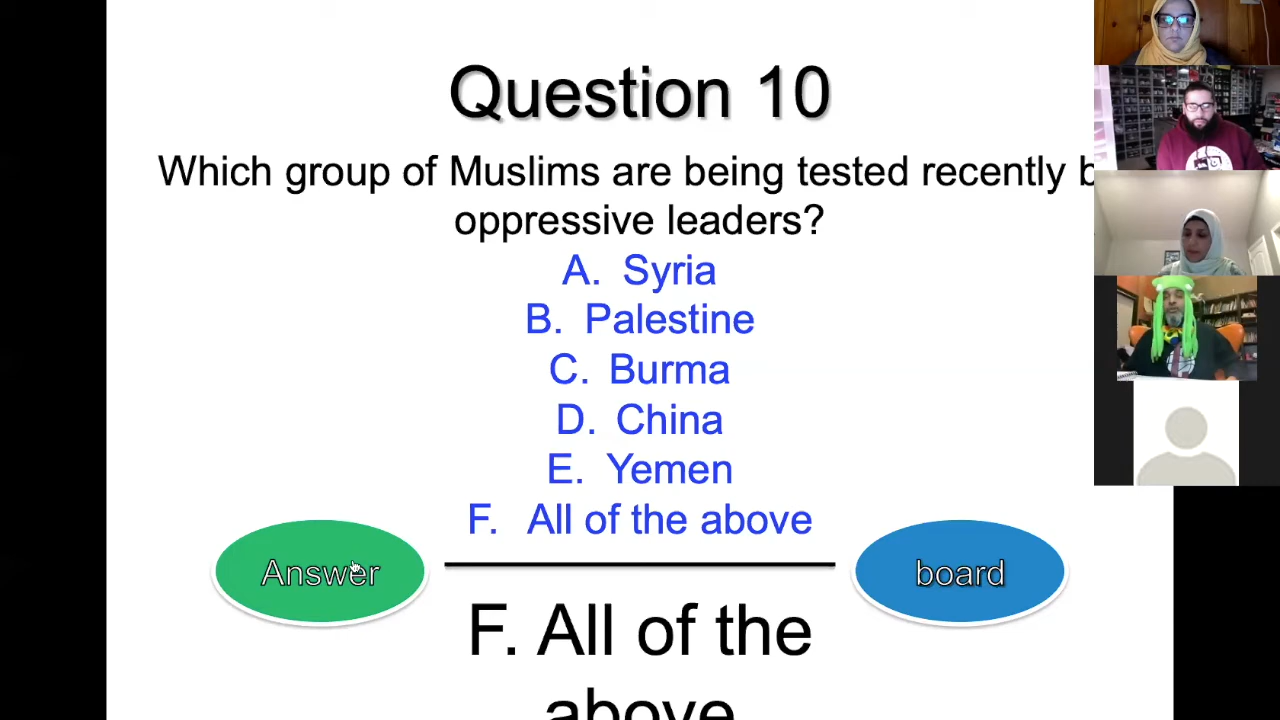 Question 10
Which group of Muslims are being tested recently
oppressive leaders?
A. Syria
B. Palestine
C. Burma
D. China
E. Yemen
F. All of the above
Answer
board
F. All of the
above